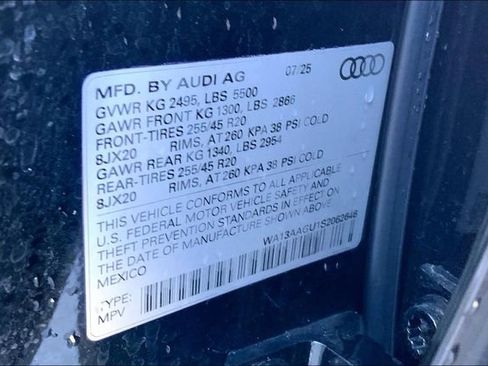 MFD. BY AUDI AG 07/25
GVWR KG 2495, LBS 5500
GAWR FRONT KG 1300, LBS 2866
FRONT-TIRES 255/45 R20
8JX20 RIMS, AT 260 KPA 38 PSI COLD
GAWR REAR KG 1340, LBS 2954
REAR-TIRES 255/45 R20
8JX20 RIMS, AT 260 KPA 38 PSI COLD
THIS VEHICLE CONFORMS TO ALL APPLICABLE
U.S. FEDERAL MOTOR VEHICLE SAFETY AND
THEFT PREVENTION STANDARDS IN EFFECT ON
THE DATE OF MANUFACTURE SHOWN ABOVE.
MEXICO WA13AAGU1S2062648
TYPE:
MPV